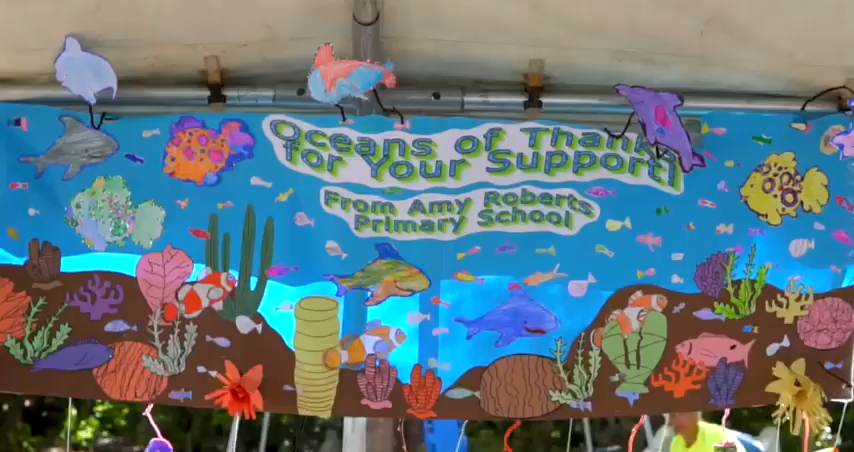 Oceans of Thanks
for Your Support!
From Amy Roberts
Primary School